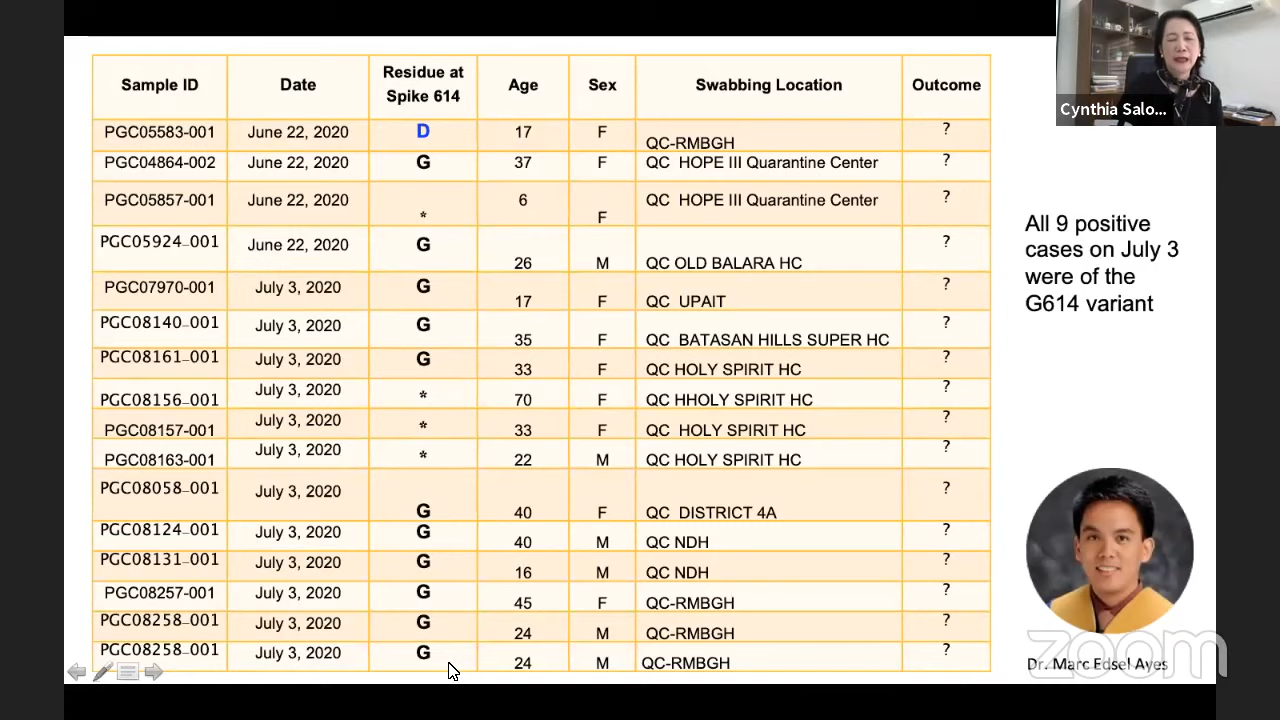 Cynthia Salo...
Sample ID Date Residue at Spike 614 Age Sex Swabbing Location Outcome
PGC05583-001 June 22, 2020 D 17 F QC-RMBGH ?
PGC04864-002 June 22, 2020 G 37 F QC HOPE III Quarantine Center ?
PGC05857-001 June 22, 2020 * 6 F QC HOPE III Quarantine Center ?
PGC05924_001 June 22, 2020 G 26 M QC OLD BALARA HC ?
PGC07970-001 July 3, 2020 G 17 F QC UPAIT ?
PGC08140_001 July 3, 2020 G 35 F QC BATASAN HILLS SUPER HC ?
PGC08161_001 July 3, 2020 G 33 F QC HOLY SPIRIT HC ?
PGC08156_001 July 3, 2020 * 70 F QC HHOLY SPIRIT HC ?
PGC08157-001 July 3, 2020 * 33 F QC HOLY SPIRIT HC ?
PGC08163-001 July 3, 2020 * 22 M QC HOLY SPIRIT HC ?
PGC08058_001 July 3, 2020 G 40 F QC DISTRICT 4A ?
PGC08124_001 July 3, 2020 G 40 M QC NDH ?
PGC08131_001 July 3, 2020 G 16 M QC NDH ?
PGC08257-001 July 3, 2020 G 45 F QC-RMBGH ?
PGC08258_001 July 3, 2020 G 24 M QC-RMBGH ?
PGC08258_001 July 3, 2020 G 24 M QC-RMBGH ?
All 9 positive
cases on July 3
were of the
G614 variant
zoom
Dr. Marc Edsel Ayes